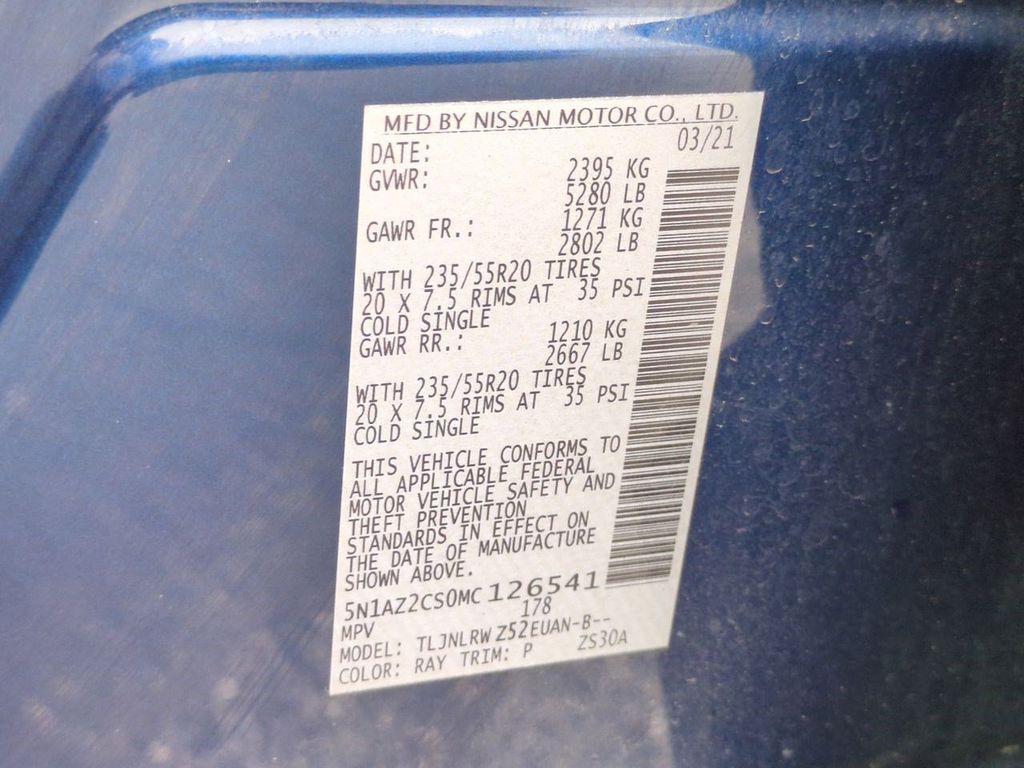 MFD BY NISSAN MOTOR CO., LTD.
DATE: 03/21
GVWR: 2395 KG
5280 LB
GAWR FR.: 1271 KG
2802 LB
WITH 235/55R20 TIRES
20 X 7.5 RIMS AT 35 PSI
COLD SINGLE
GAWR RR.: 1210 KG
2667 LB
WITH 235/55R20 TIRES
20 X 7.5 RIMS AT 35 PSI
COLD SINGLE
THIS VEHICLE CONFORMS TO
ALL APPLICABLE FEDERAL
MOTOR VEHICLE SAFETY AND
THEFT PREVENTION
STANDARDS IN EFFECT ON
THE DATE OF MANUFACTURE
SHOWN ABOVE.
5N1AZ2CS0MC 126541
MPV 178
MODEL: TLJNLRW Z52EUAN-B--
COLOR: RAY TRIM: P ZS30A